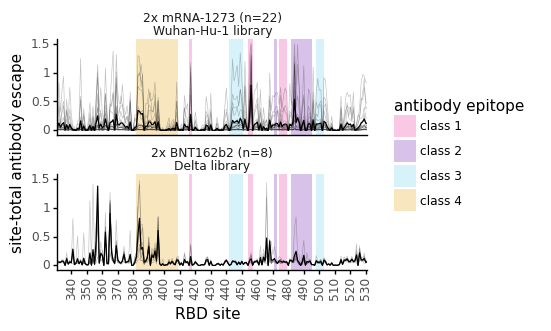 2x mRNA-1273 (n=22)
Wuhan-Hu-1 library
1.5
1
0.5
0
2x BNT162b2 (n=8)
Delta library
1.5
1
0.5
0
site-total antibody escape
340 350 360 370 380 390 400 410 420 430 440 450 460 470 480 490 500 510 520 530
RBD site
antibody epitope
class 1
class 2
class 3
class 4